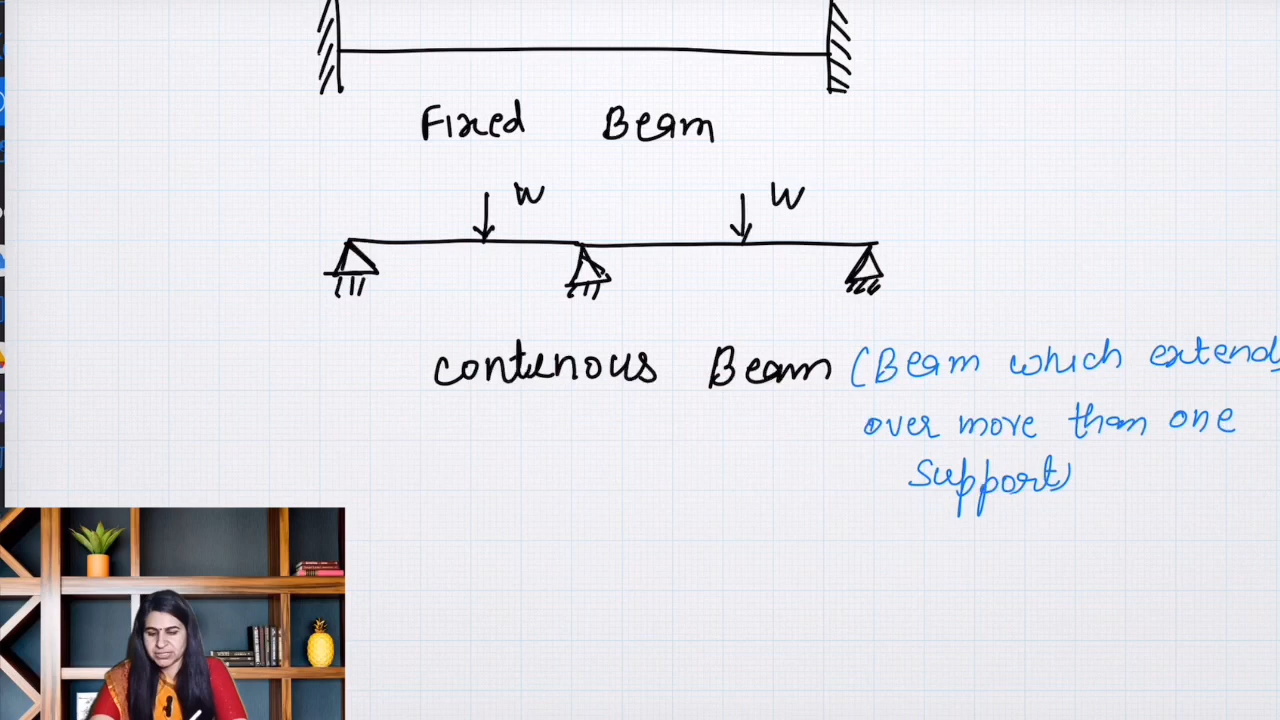 Fixed Beam
W W
contenous Beam (Beam which extends
over more than one
support)